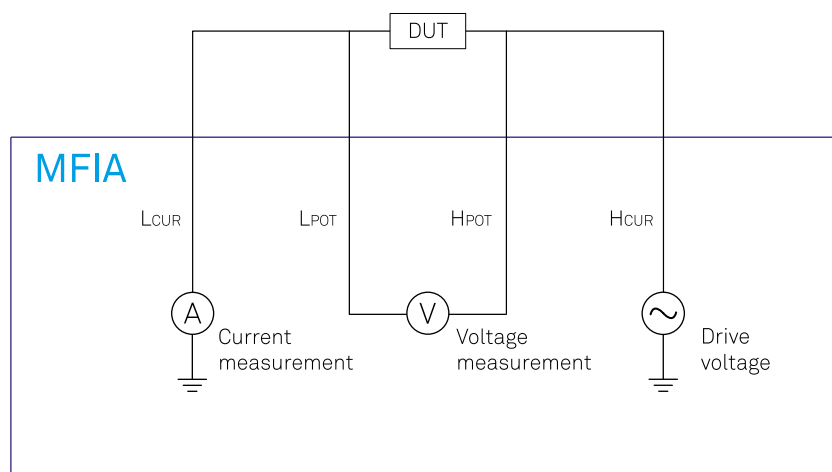 DUT
MFIA
LCUR
LPOT
HPOT
HCUR
A
V
Current
measurement
Voltage
measurement
Drive
voltage